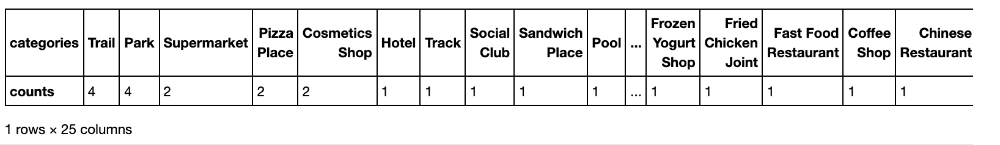 categories Trail Park Supermarket Pizza Place Cosmetics Shop Hotel Track Social Club Sandwich Place Pool ... Frozen Yogurt Shop Fried Chicken Joint Fast Food Restaurant Coffee Shop Chinese Restaurant
counts 4 4 2 2 2 1 1 1 1 1 ... 1 1 1 1 1
1 rows × 25 columns